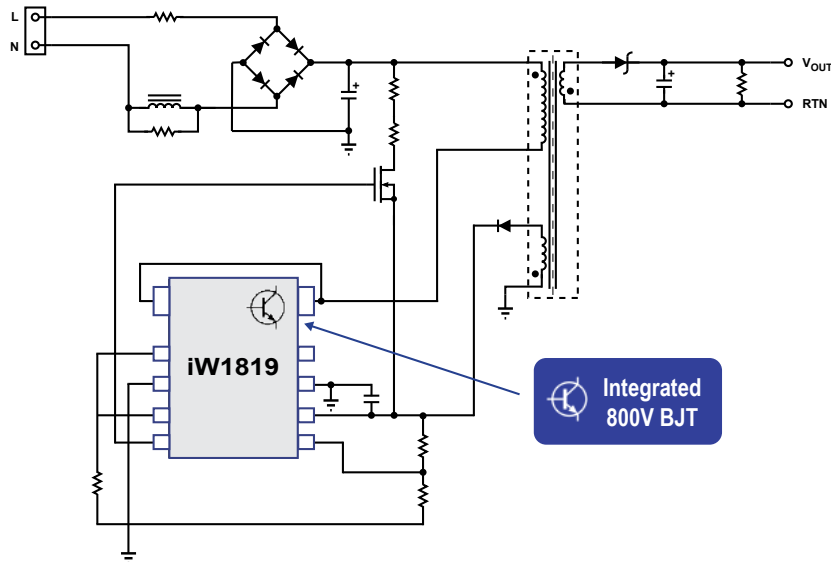 L
N
+
+
VOUT
RTN
iW1819
Integrated
800V BJT